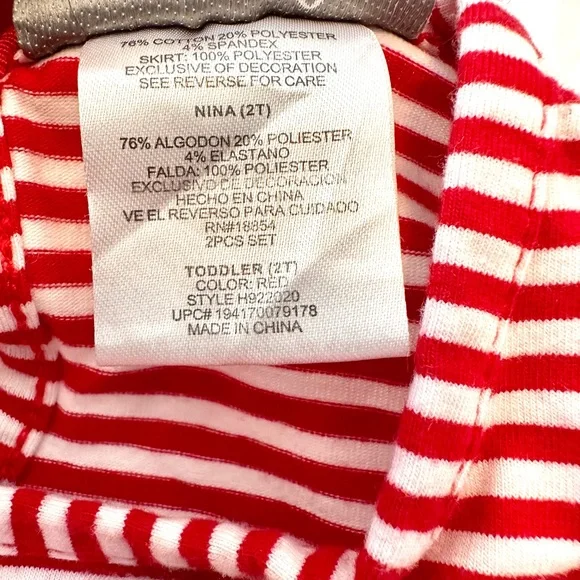 76% COTTON 20% POLYESTER
4% SPANDEX
SKIRT: 100% POLYESTER
EXCLUSIVE OF DECORATION
SEE REVERSE FOR CARE
NINA (2T)
76% ALGODON 20% POLIESTER
4% ELASTANO
FALDA: 100% POLIESTER
EXCLUSIVO DE DECORACION
HECHO EN CHINA
VE EL REVERSO PARA CUIDADO
RN#18854
2PCS SET
TODDLER (2T)
COLOR: RED
STYLE H922020
UPC# 194170079178
MADE IN CHINA